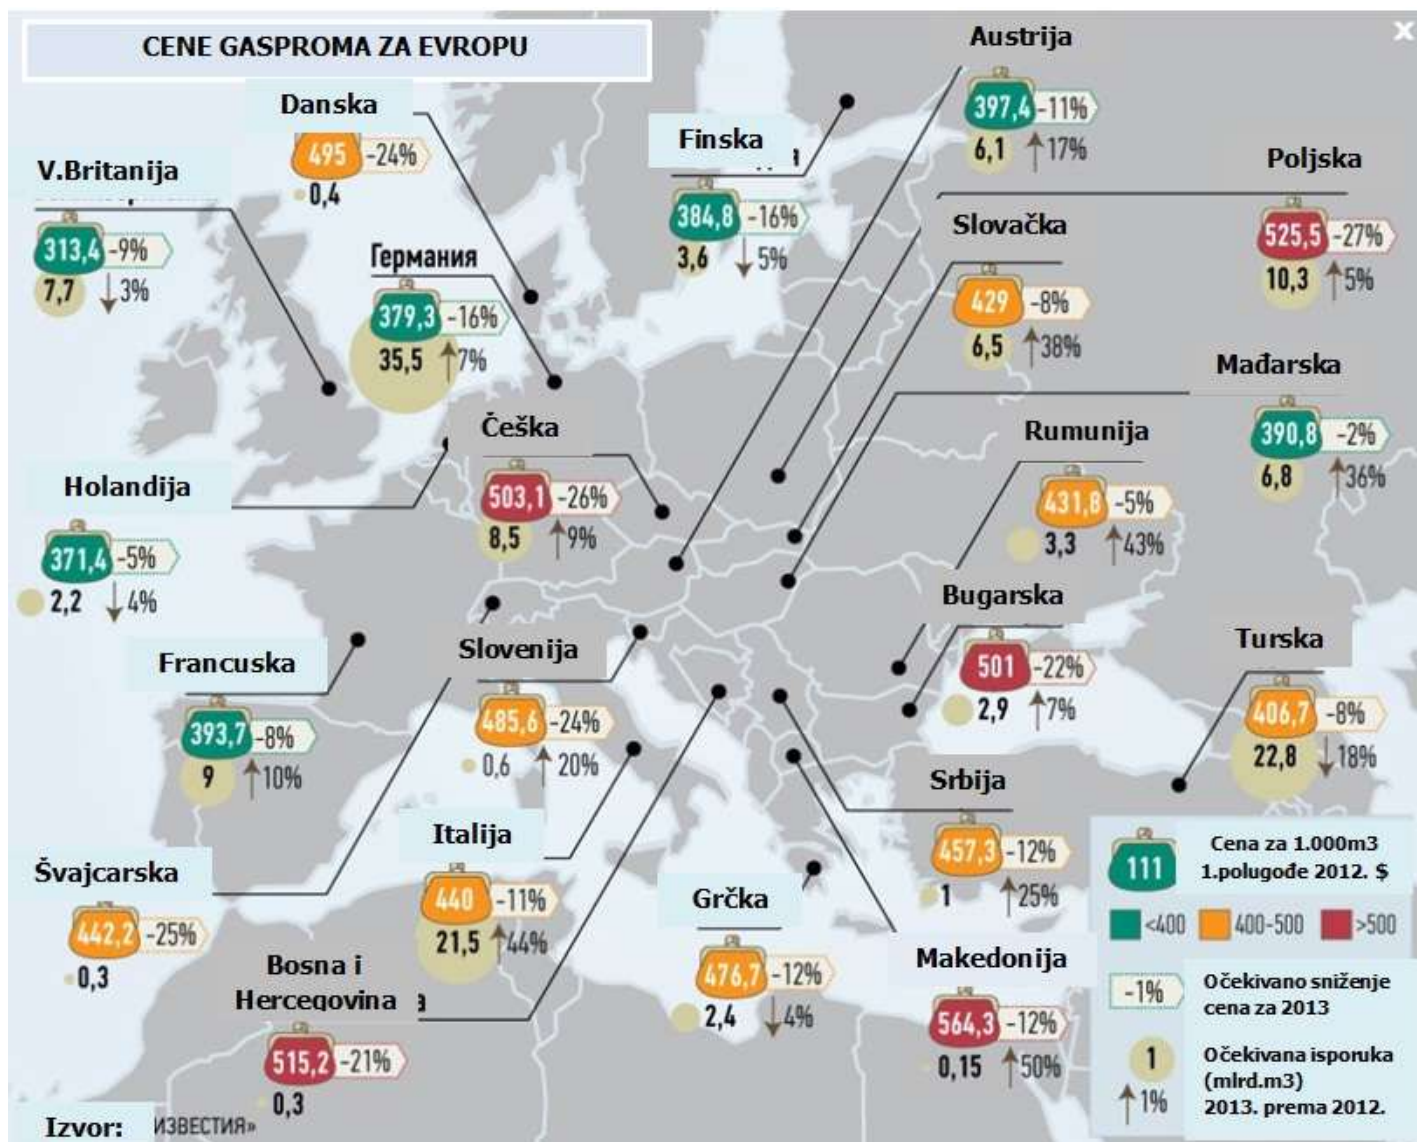 CENE GASPROMA ZA EVROPU
Austrija
397,4 -11%
6,1 ↑17%
Danska
495 -24%
0,4
Finska
384,8 -16%
3,6 ↓5%
Poljska
525,5 -27%
10,3 ↑5%
V.Britanija
313,4 -9%
7,7 ↓3%
Германия
379,3 -16%
35,5 ↑7%
Slovačka
429 -8%
6,5 ↑38%
Mađarska
390,8 -2%
6,8 ↑36%
Češka
503,1 -26%
8,5 ↑9%
Rumunija
431,8 -5%
3,3 ↑43%
Holandija
371,4 -5%
2,2 ↓4%
Bugarska
501 -22%
2,9 ↑7%
Francuska
393,7 -8%
9 ↑10%
Slovenija
485,6 -24%
0,6 ↑20%
Turska
406,7 -8%
22,8 ↓18%
Srbija
457,3 -12%
1 ↑25%
Italija
440 -11%
21,5 ↑44%
Švajcarska
442,2 -25%
0,3
Grčka
476,7 -12%
2,4 ↓4%
Makedonija
564,3 -12%
0,15 ↑50%
Bosna i
Hercegovina
515,2 -21%
0,3
111
Cena za 1.000m3
1.polugođe 2012. $
<400 400-500 >500
-1%
Očekivano sniženje
cena za 2013
1
↑1%
Očekivana isporuka
(mlrd.m3)
2013. prema 2012.
Izvor: ИЗВЕСТИЯ»